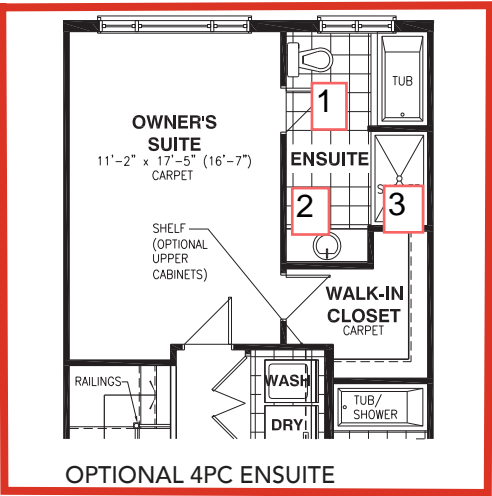 TUB
1
OWNER'S
SUITE
11'-2" x 17'-5" (16'-7")
CARPET
ENSUITE
2
3
SHELF
(OPTIONAL
UPPER
CABINETS)
WALK-IN
CLOSET
CARPET
RAILINGS
WASH
DRY
TUB/
SHOWER
OPTIONAL 4PC ENSUITE